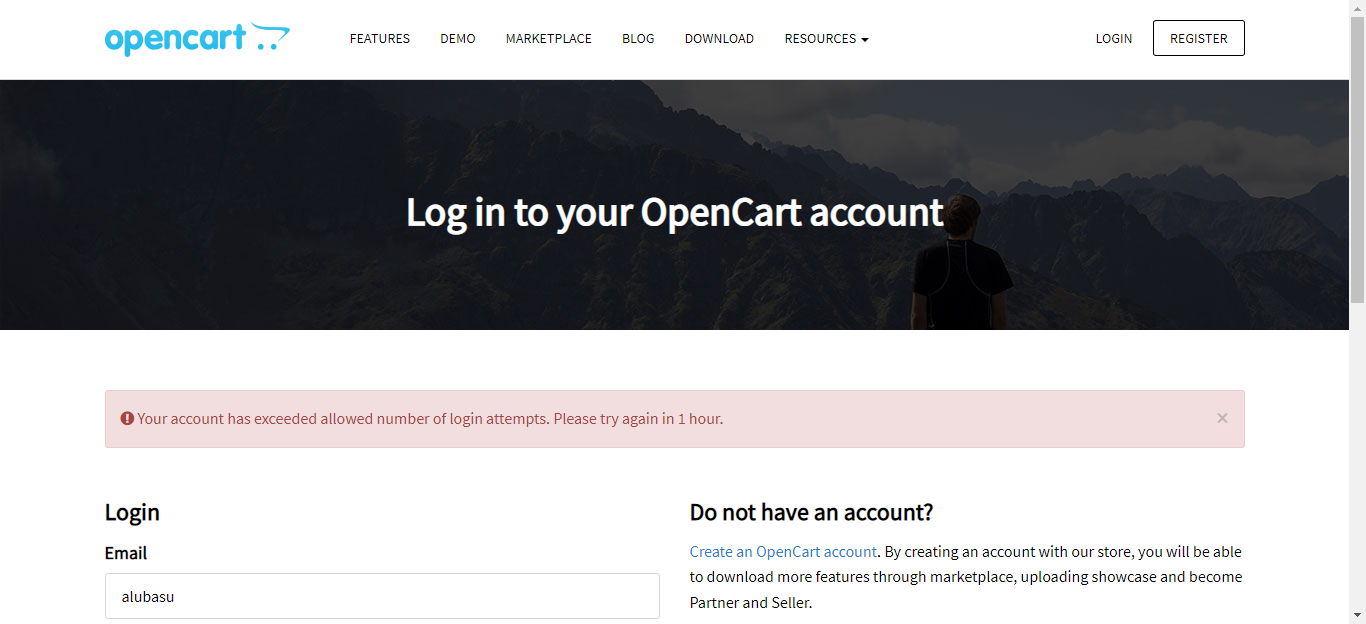 opencart
FEATURES DEMO MARKETPLACE BLOG DOWNLOAD RESOURCES LOGIN REGISTER
Log in to your OpenCart account
Your account has exceeded allowed number of login attempts. Please try again in 1 hour. ×
Login
Email
alubasu
Do not have an account?
Create an OpenCart account. By creating an account with our store, you will be able
to download more features through marketplace, uploading showcase and become
Partner and Seller.